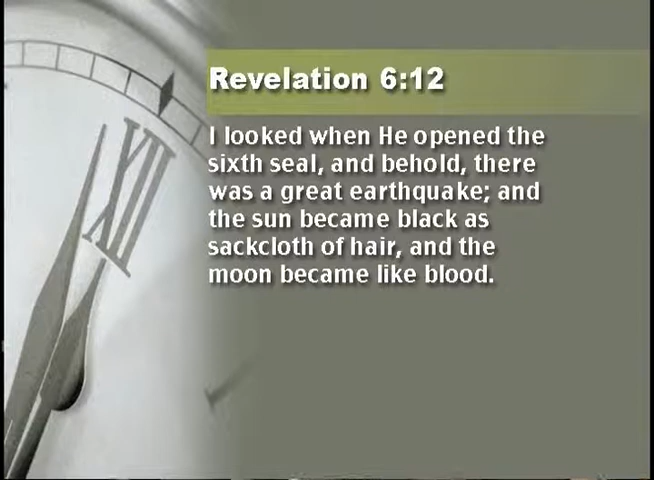 Revelation 6:12
I looked when He opened the
sixth seal, and behold, there
was a great earthquake; and
the sun became black as
sackcloth of hair, and the
moon became like blood.
XII